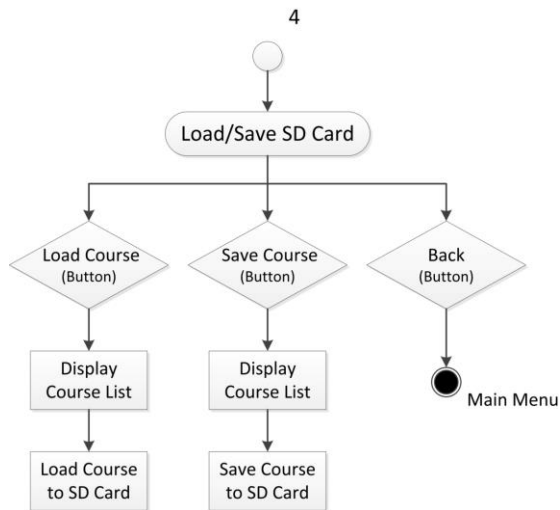 4
Load/Save SD Card
Load Course
(Button)
Save Course
(Button)
Back
(Button)
Display
Course List
Display
Course List
Main Menu
Load Course
to SD Card
Save Course
to SD Card